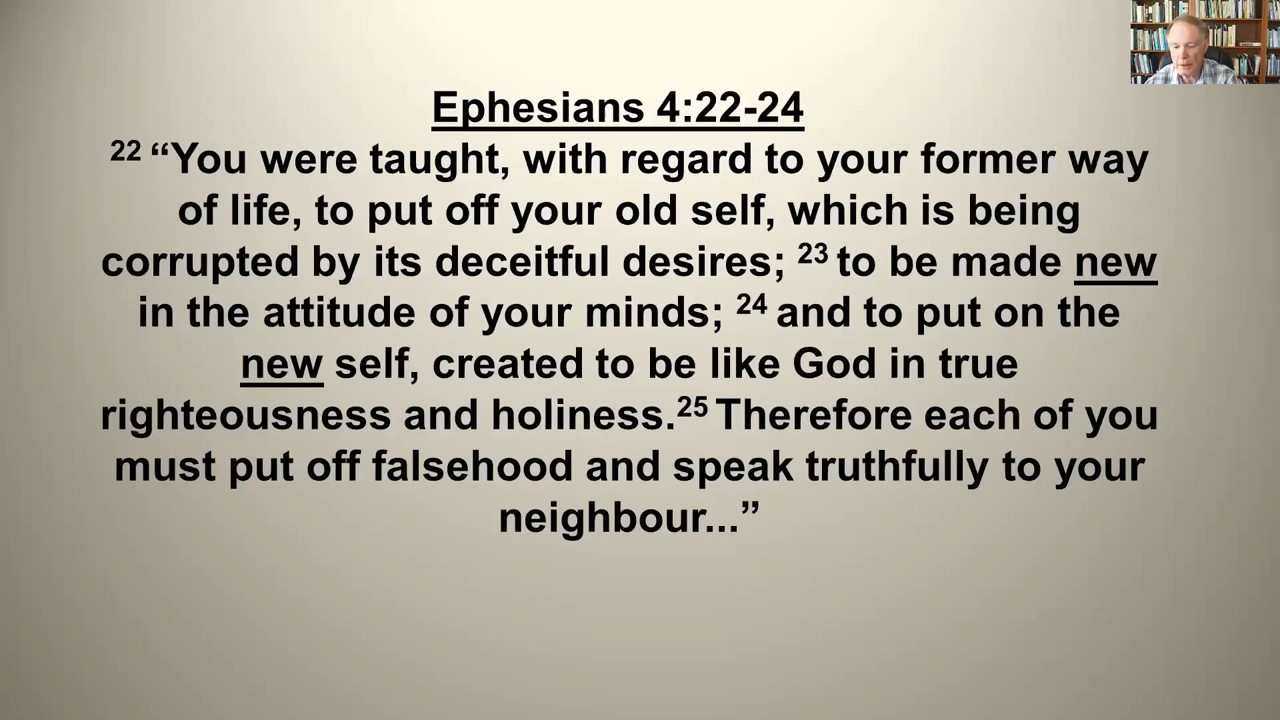 Ephesians 4:22-24
22 “You were taught, with regard to your former way
of life, to put off your old self, which is being
corrupted by its deceitful desires; 23 to be made new
in the attitude of your minds; 24 and to put on the
new self, created to be like God in true
righteousness and holiness.25 Therefore each of you
must put off falsehood and speak truthfully to your
neighbour...”